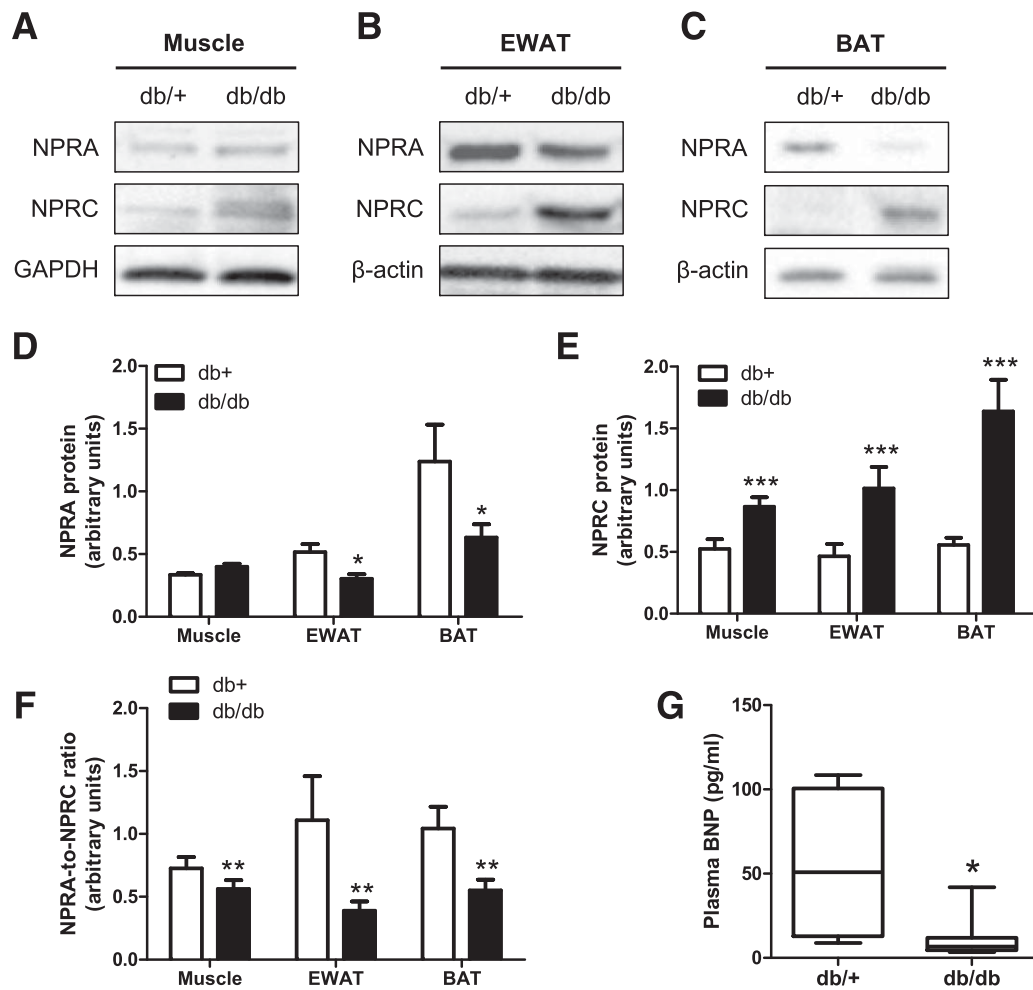 A
Muscle
db/+ db/db
NPRA
NPRC
GAPDH
B
EWAT
db/+ db/db
NPRA
NPRC
β-actin
C
BAT
db/+ db/db
NPRA
NPRC
β-actin
D
db+
db/db
NPRA protein
(arbitrary units)
2.0
1.5
1.0
0.5
0.0
*
*
Muscle EWAT BAT
E
db+
db/db
NPRC protein
(arbitrary units)
2.0
1.5
1.0
0.5
0.0
***
***
***
Muscle EWAT BAT
F
db+
db/db
NPRA-to-NPRC ratio
(arbitrary units)
2.0
1.5
1.0
0.5
0.0
**
**
**
Muscle EWAT BAT
G
Plasma BNP (pg/ml)
150
100
50
0
*
db/+ db/db